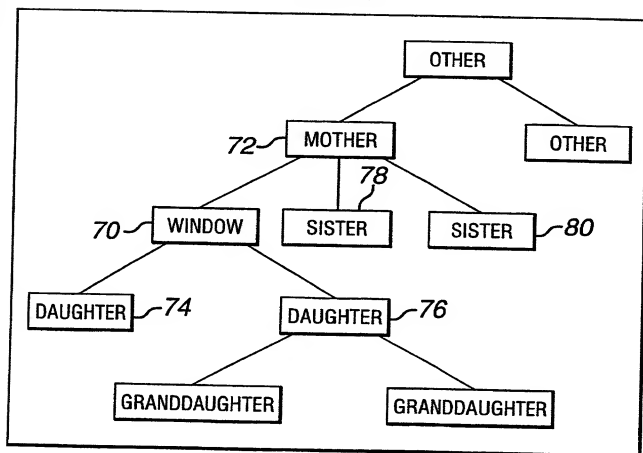 OTHER
72 MOTHER OTHER
78
70 WINDOW SISTER SISTER 80
DAUGHTER 74 DAUGHTER 76
GRANDDAUGHTER GRANDDAUGHTER